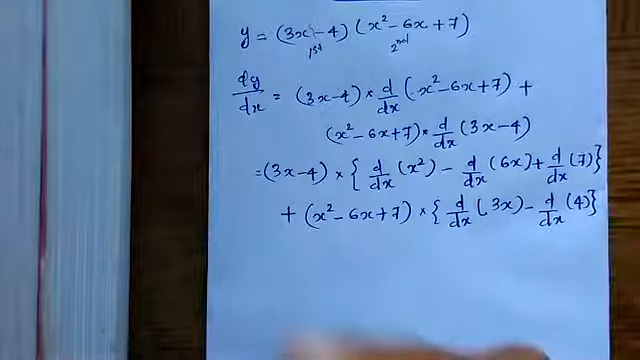 y = (3x-4)(x²-6x+7)
1st 2nd
dy/dx = (3x-4) * d/dx (x²-6x+7) +
(x²-6x+7) * d/dx (3x-4)
= (3x-4) × { d/dx (x²) - d/dx (6x) + d/dx (7) }
+ (x²-6x+7) × { d/dx (3x) - d/dx (4) }